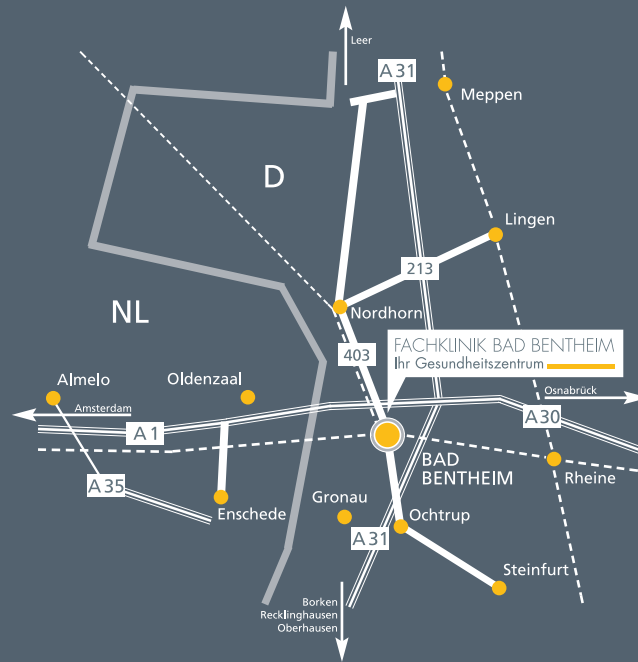 Leer
A 31
Meppen
D
Lingen
213
NL
Nordhorn
403
FACHKLINIK BAD BENTHEIM
Ihr Gesundheitszentrum
Almelo
Oldenzaal
Osnabrück
Amsterdam
A 1
A 30
BAD
BENTHEIM
A 35
Rheine
Gronau
Enschede
Ochtrup
A 31
Steinfurt
Borken
Recklinghausen
Oberhausen